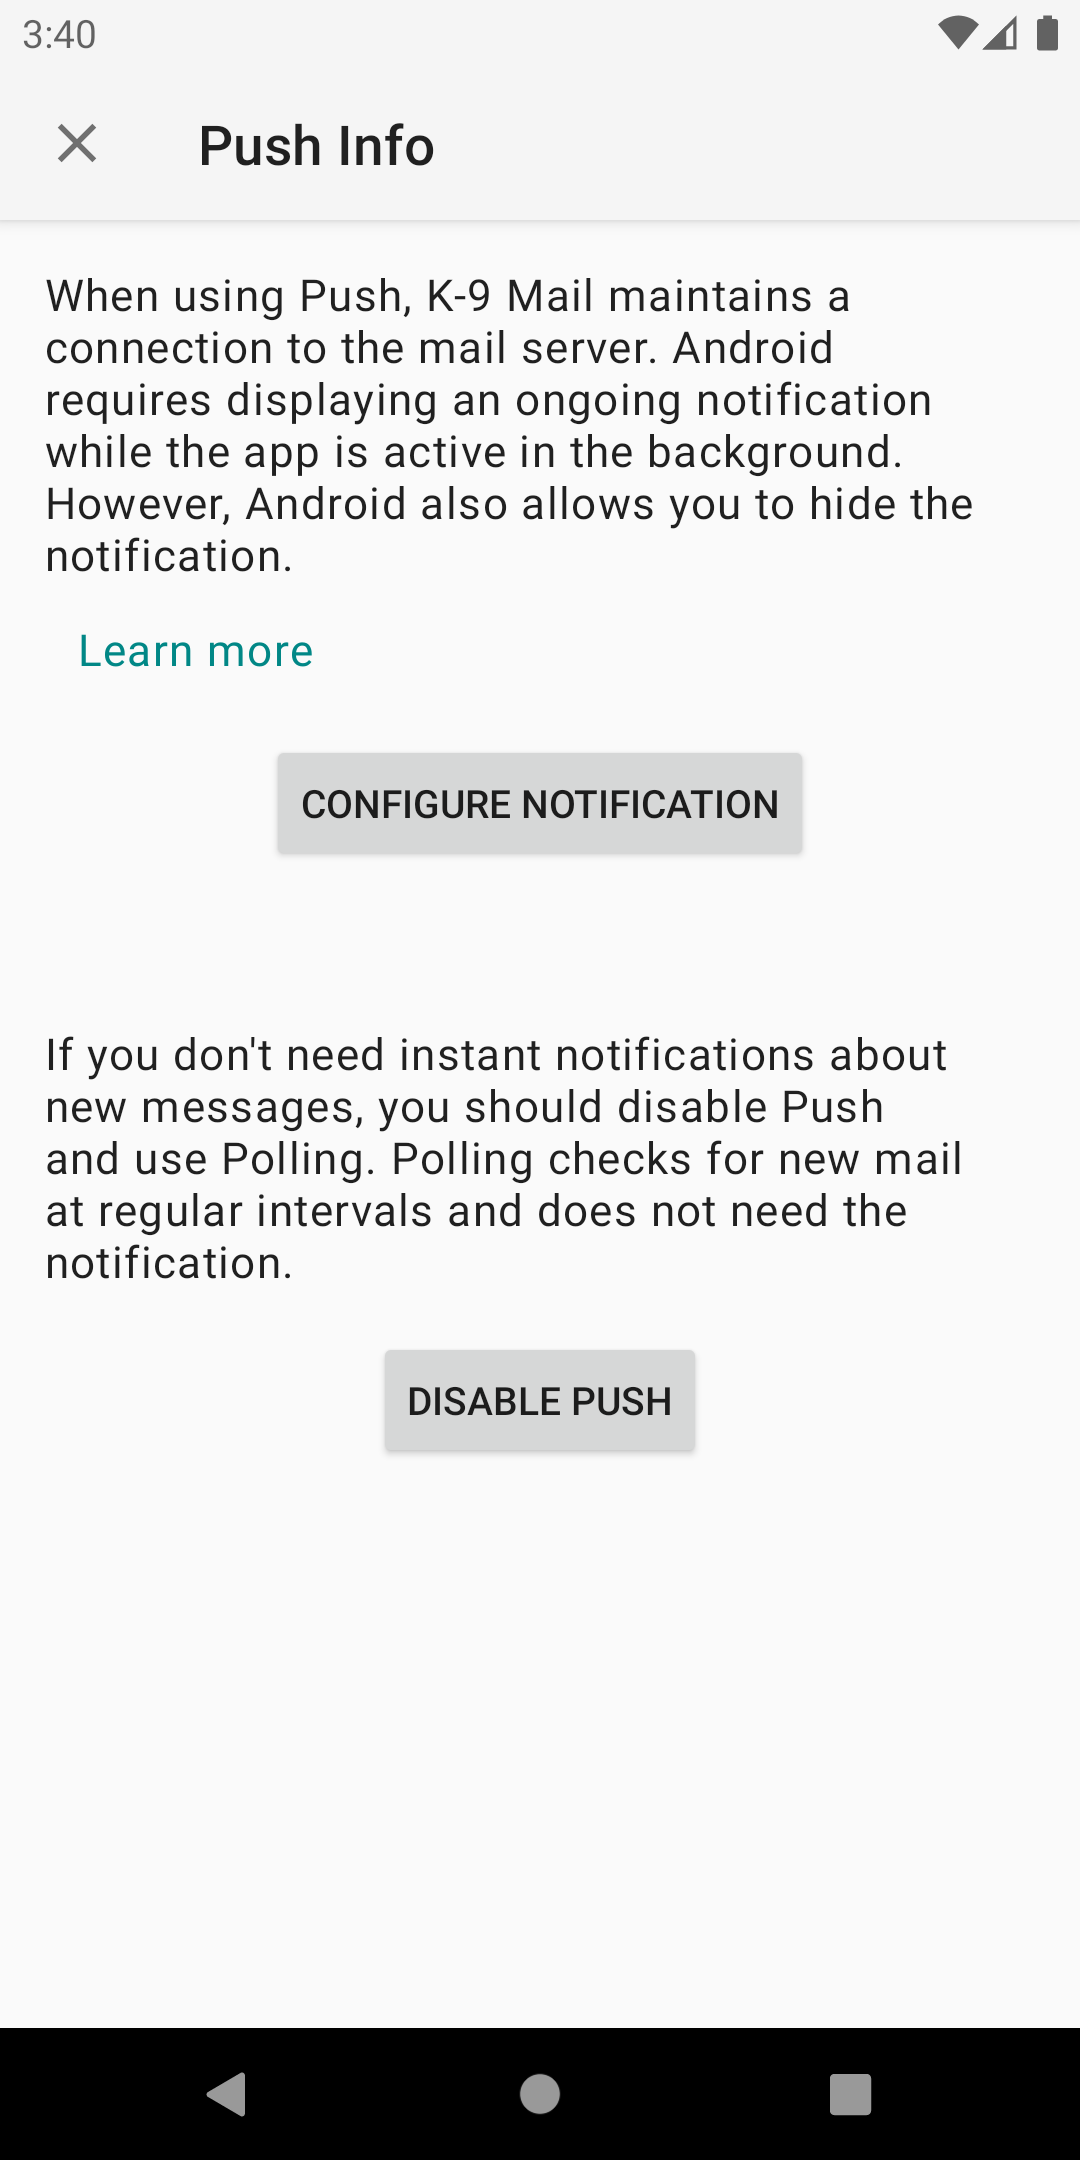 3:40
Push Info
When using Push, K-9 Mail maintains a
connection to the mail server. Android
requires displaying an ongoing notification
while the app is active in the background.
However, Android also allows you to hide the
notification.
Learn more
CONFIGURE NOTIFICATION
If you don't need instant notifications about
new messages, you should disable Push
and use Polling. Polling checks for new mail
at regular intervals and does not need the
notification.
DISABLE PUSH